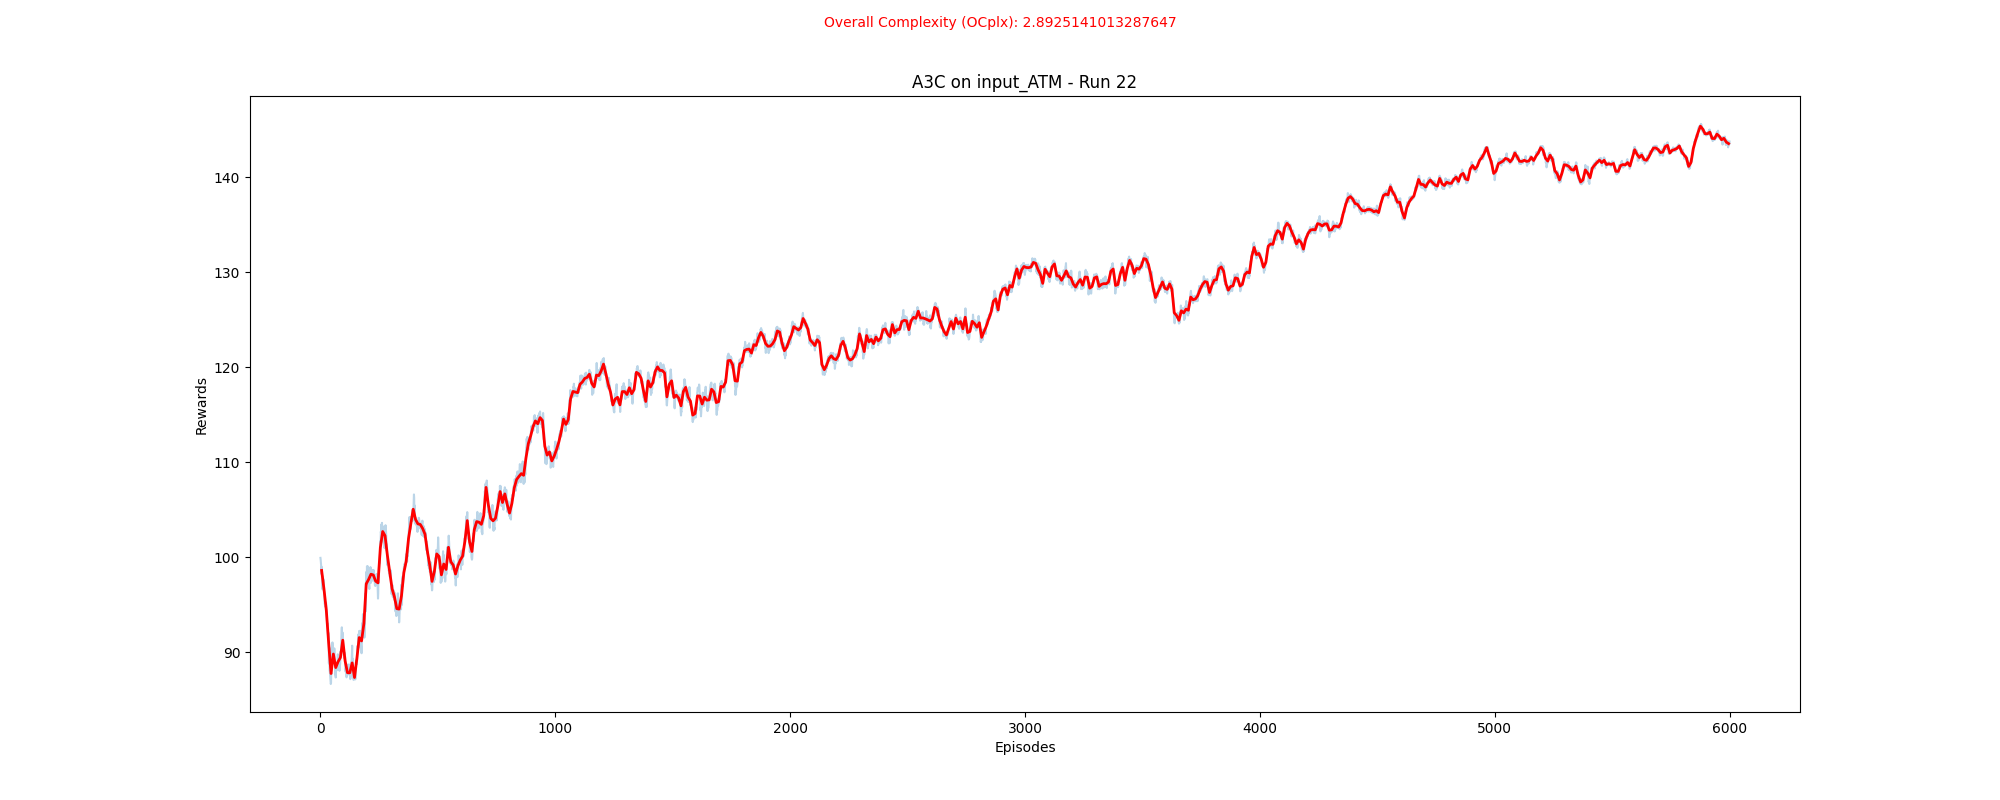 Overall Complexity (OCplx): 2.8925141013287647
A3C on input_ATM - Run 22
140
130
120
110
100
90
Rewards
0 1000 2000 3000 4000 5000 6000
Episodes